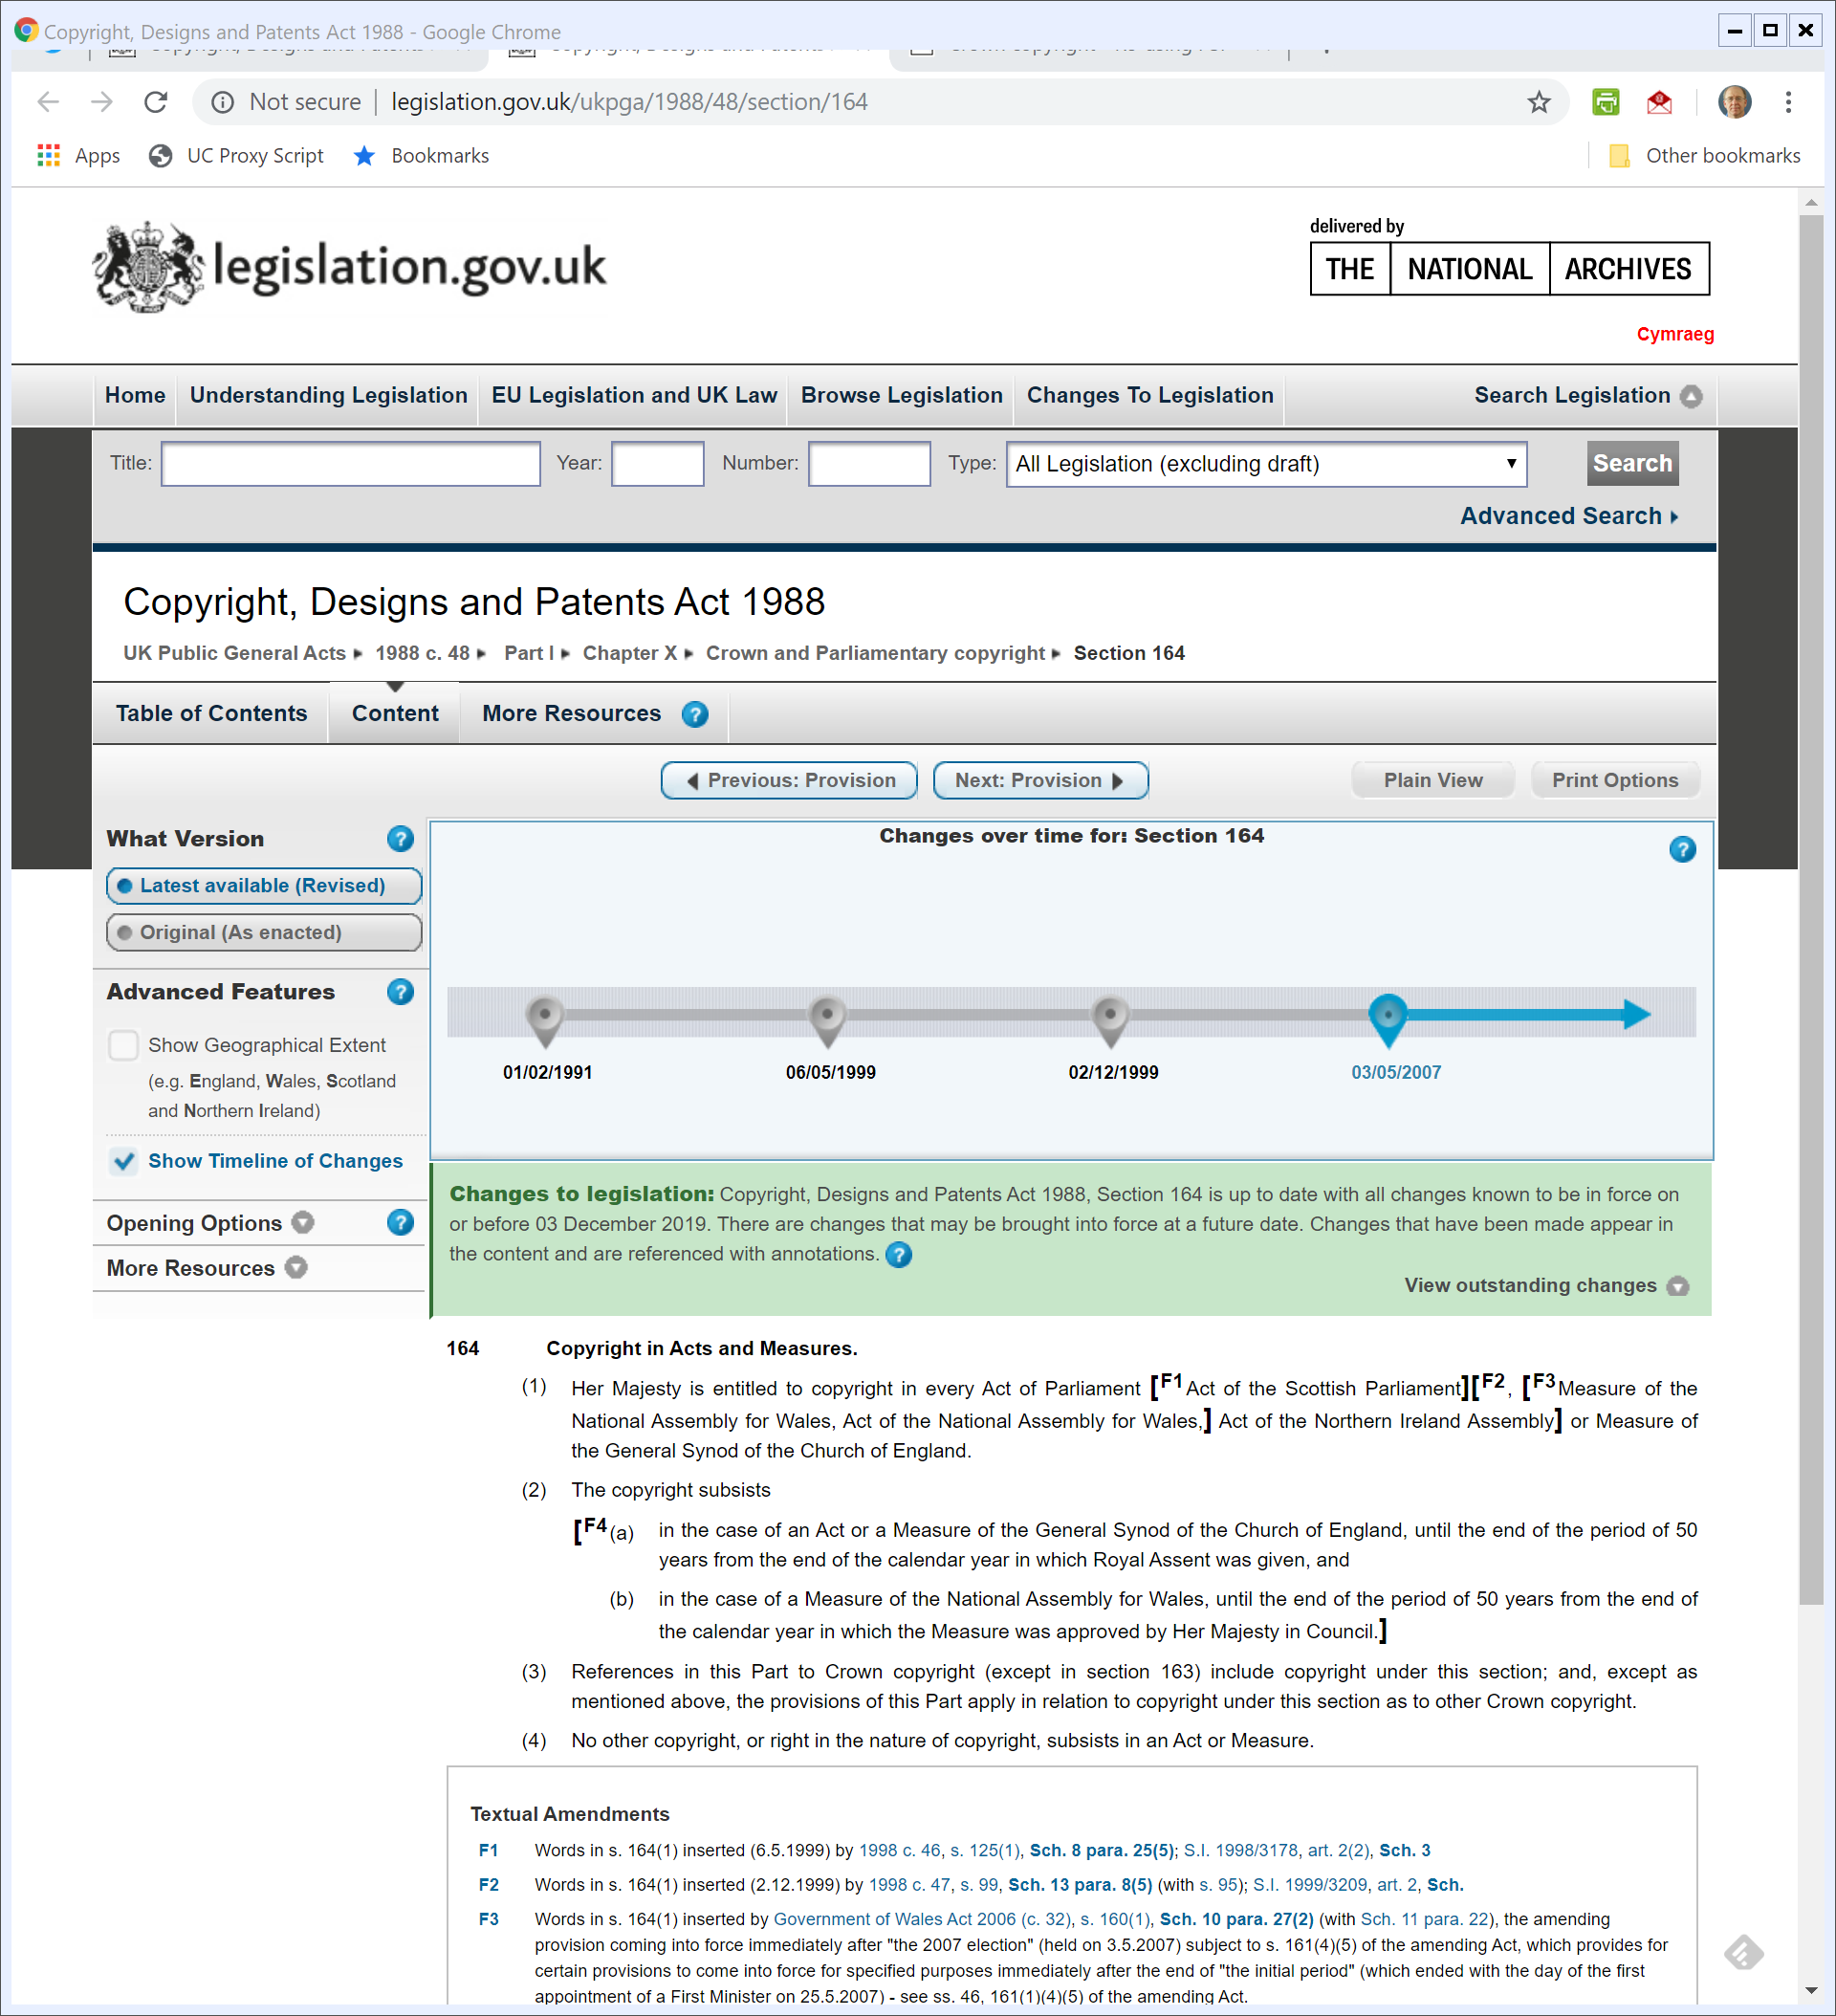 Copyright, Designs and Patents Act 1988 - Google Chrome
Not secure | legislation.gov.uk/ukpga/1988/48/section/164
Apps UC Proxy Script Bookmarks Other bookmarks
delivered by
legislation.gov.uk THE NATIONAL ARCHIVES
Cymraeg
Home Understanding Legislation EU Legislation and UK Law Browse Legislation Changes To Legislation Search Legislation
Title: Year: Number: Type: All Legislation (excluding draft) Search
Advanced Search
Copyright, Designs and Patents Act 1988
UK Public General Acts 1988 c. 48 Part I Chapter X Crown and Parliamentary copyright Section 164
Table of Contents Content More Resources ?
Previous: Provision Next: Provision Plain View Print Options
What Version ?
Latest available (Revised)
Original (As enacted)
Advanced Features ?
Show Geographical Extent
(e.g. England, Wales, Scotland
and Northern Ireland)
Show Timeline of Changes
Opening Options ?
More Resources
Changes over time for: Section 164
?
01/02/1991 06/05/1999 02/12/1999 03/05/2007
Changes to legislation: Copyright, Designs and Patents Act 1988, Section 164 is up to date with all changes known to be in force on
or before 03 December 2019. There are changes that may be brought into force at a future date. Changes that have been made appear in
the content and are referenced with annotations. ?
View outstanding changes
164 Copyright in Acts and Measures.
(1) Her Majesty is entitled to copyright in every Act of Parliament [F1Act of the Scottish Parliament][F2, [F3Measure of the
National Assembly for Wales, Act of the National Assembly for Wales,] Act of the Northern Ireland Assembly] or Measure of
the General Synod of the Church of England.
(2) The copyright subsists
[F4(a) in the case of an Act or a Measure of the General Synod of the Church of England, until the end of the period of 50
years from the end of the calendar year in which Royal Assent was given, and
(b) in the case of a Measure of the National Assembly for Wales, until the end of the period of 50 years from the end of
the calendar year in which the Measure was approved by Her Majesty in Council.]
(3) References in this Part to Crown copyright (except in section 163) include copyright under this section; and, except as
mentioned above, the provisions of this Part apply in relation to copyright under this section as to other Crown copyright.
(4) No other copyright, or right in the nature of copyright, subsists in an Act or Measure.
Textual Amendments
F1 Words in s. 164(1) inserted (6.5.1999) by 1998 c. 46, s. 125(1), Sch. 8 para. 25(5); S.I. 1998/3178, art. 2(2), Sch. 3
F2 Words in s. 164(1) inserted (2.12.1999) by 1998 c. 47, s. 99, Sch. 13 para. 8(5) (with s. 95); S.I. 1999/3209, art. 2, Sch.
F3 Words in s. 164(1) inserted by Government of Wales Act 2006 (c. 32), s. 160(1), Sch. 10 para. 27(2) (with Sch. 11 para. 22), the amending
provision coming into force immediately after "the 2007 election" (held on 3.5.2007) subject to s. 161(4)(5) of the amending Act, which provides for
certain provisions to come into force for specified purposes immediately after the end of "the initial period" (which ended with the day of the first
appointment of a First Minister on 25.5.2007) - see ss. 46, 161(1)(4)(5) of the amending Act.